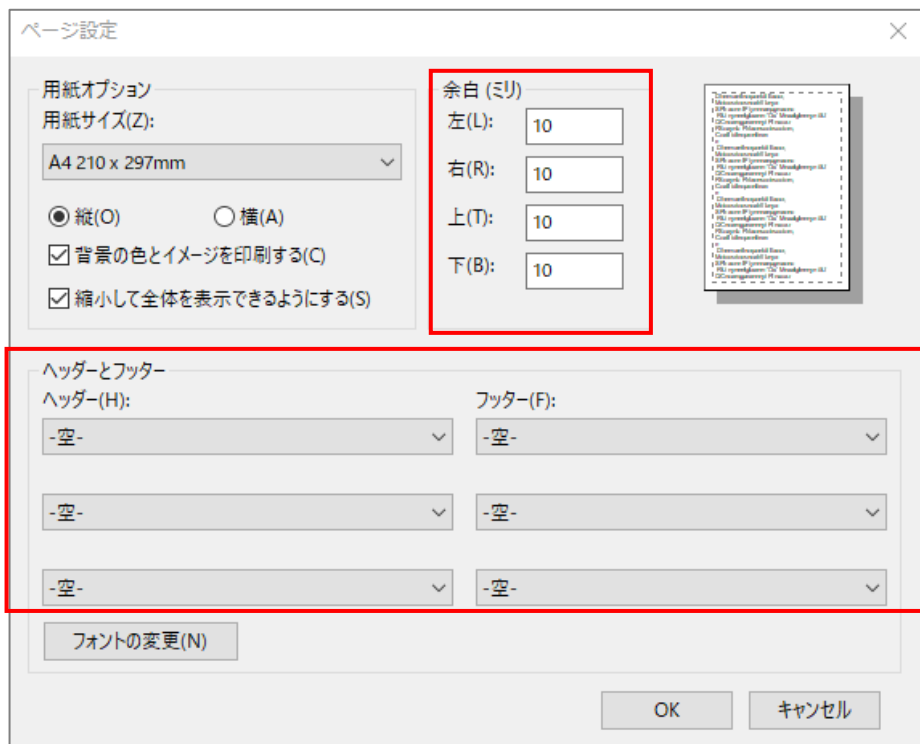 ページ設定
用紙オプション
用紙サイズ(Z):
A4 210 x 297mm
縦(O) 横(A)
背景の色とイメージを印刷する(C)
縮小して全体を表示できるようにする(S)
余白 (ミリ)
左(L): 10
右(R): 10
上(T): 10
下(B): 10
ヘッダーとフッター
ヘッダー(H): フッター(F):
-空- -空-
-空- -空-
-空- -空-
フォントの変更(N)
OK キャンセル